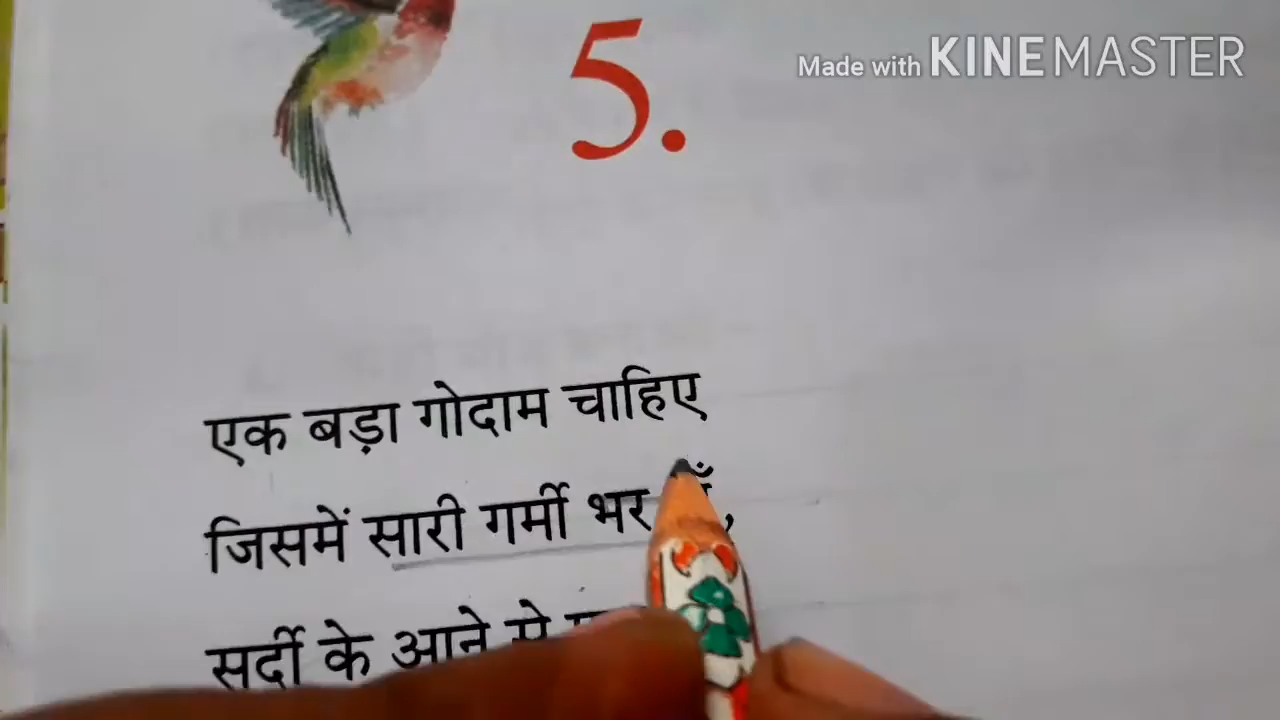 Made with KINEMASTER
5.
एक बड़ा गोदाम चाहिए
जिसमें सारी गर्मी भर
सर्दी के आने से